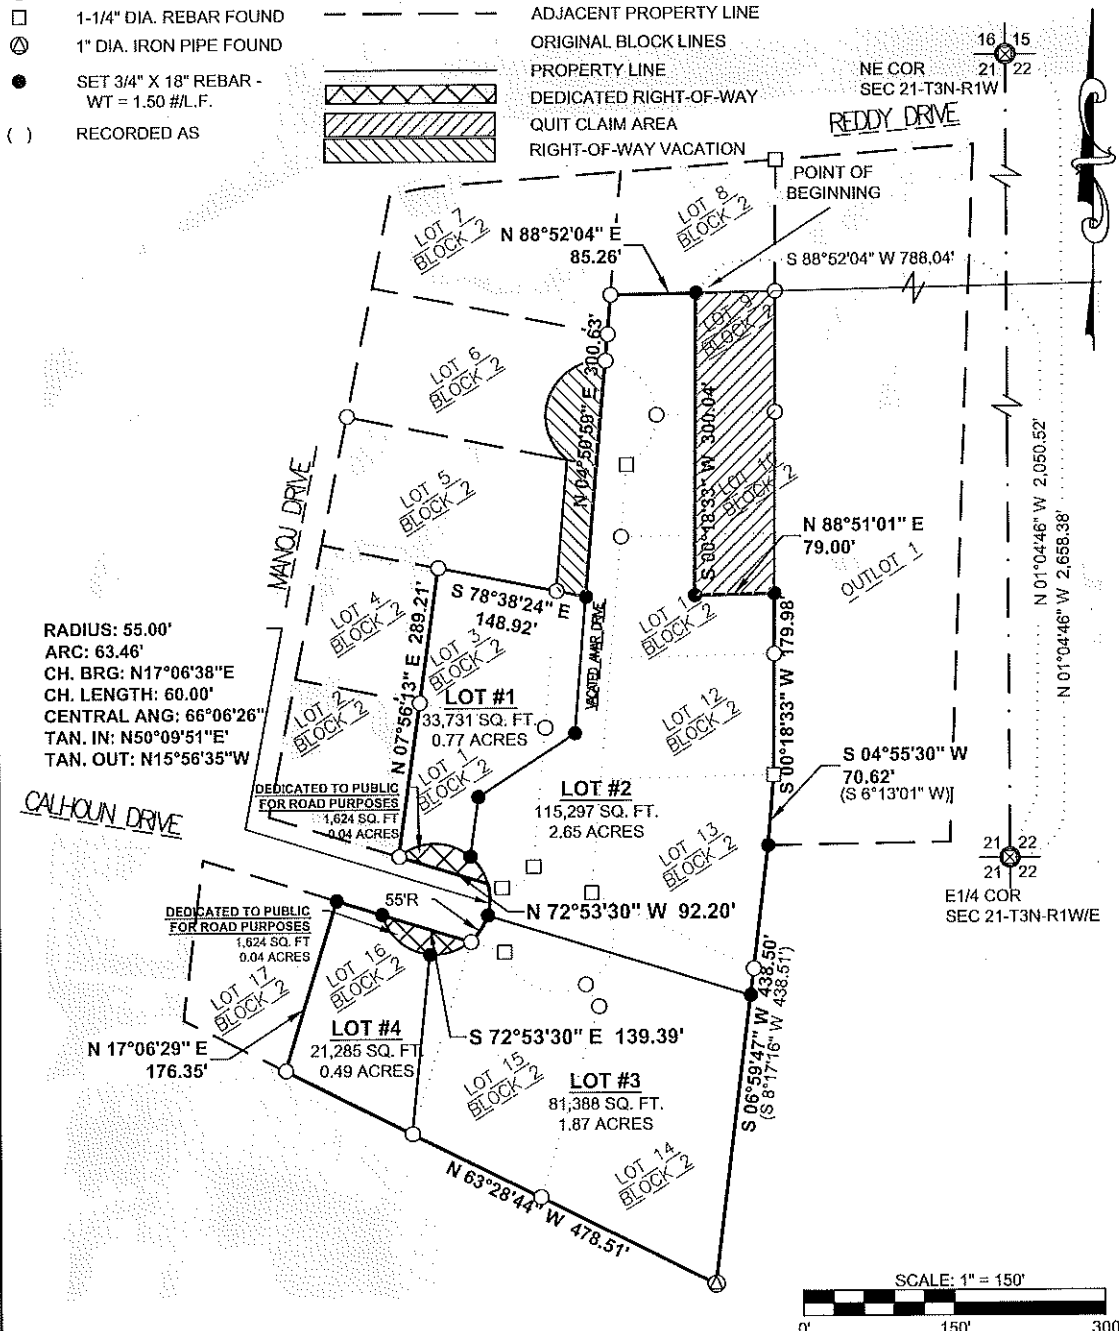 1-1/4" DIA. REBAR FOUND
1" DIA. IRON PIPE FOUND
SET 3/4" X 18" REBAR -
WT = 1.50 #/L.F.
( ) RECORDED AS
ADJACENT PROPERTY LINE
ORIGINAL BLOCK LINES
PROPERTY LINE
DEDICATED RIGHT-OF-WAY
QUIT CLAIM AREA
RIGHT-OF-WAY VACATION
16 15
21 22
NE COR
SEC 21-T3N-R1W
REDDY DRIVE
POINT OF
BEGINNING
LOT 7
BLOCK 2
LOT 8
BLOCK 2
N 88°52'04" E
85.26'
S 88°52'04" W 788.04'
LOT 9
BLOCK 2
LOT 6
BLOCK 2
N 04°50'59" E 300.63'
S 00°18'33" W 300.04'
LOT 5
BLOCK 2
BLOCK 2
N 88°51'01" E
79.00'
OUTLOT 1
N 01°04'46" W 2,050.52'
N 01°04'46" W 2,658.38'
MANOU DRIVE
LOT 4
BLOCK 2
S 78°38'24" E
148.92'
LOT 3
BLOCK 2
VACATED AMAR DRIVE
LOT 1
BLOCK 2
S 00°18'33" W 179.98'
RADIUS: 55.00'
ARC: 63.46'
CH. BRG: N17°06'38"E
CH. LENGTH: 60.00'
CENTRAL ANG: 66°06'26"
TAN. IN: N50°09'51"E'
TAN. OUT: N15°56'35"W
LOT 2
BLOCK 2
N 07°56'13" E 289.21'
LOT #1
33,731 SQ. FT.
0.77 ACRES
LOT 12
BLOCK 2
LOT 1
BLOCK 2
LOT #2
115,297 SQ. FT.
2.65 ACRES
S 04°55'30" W
70.62'
(S 6°13'01" W)
CALHOUN DRIVE
DEDICATED TO PUBLIC
FOR ROAD PURPOSES
1,624 SQ. FT
0.04 ACRES
LOT 13
BLOCK 2
21 22
21 22
E1/4 COR
SEC 21-T3N-R1W/E
55'R
N 72°53'30" W 92.20'
DEDICATED TO PUBLIC
FOR ROAD PURPOSES
1,624 SQ. FT
0.04 ACRES
LOT 17
BLOCK 2
LOT 16
BLOCK 2
S 06°59'47" W 438.50'
(S 8°17'16" W 438.51')
N 17°06'29" E
176.35'
LOT #4
21,285 SQ. FT.
0.49 ACRES
S 72°53'30" E 139.39'
LOT 15
BLOCK 2
LOT #3
81,388 SQ. FT.
1.87 ACRES
LOT 14
BLOCK 2
N 63°28'44" W 478.51'
SCALE: 1" = 150'
0' 150' 300